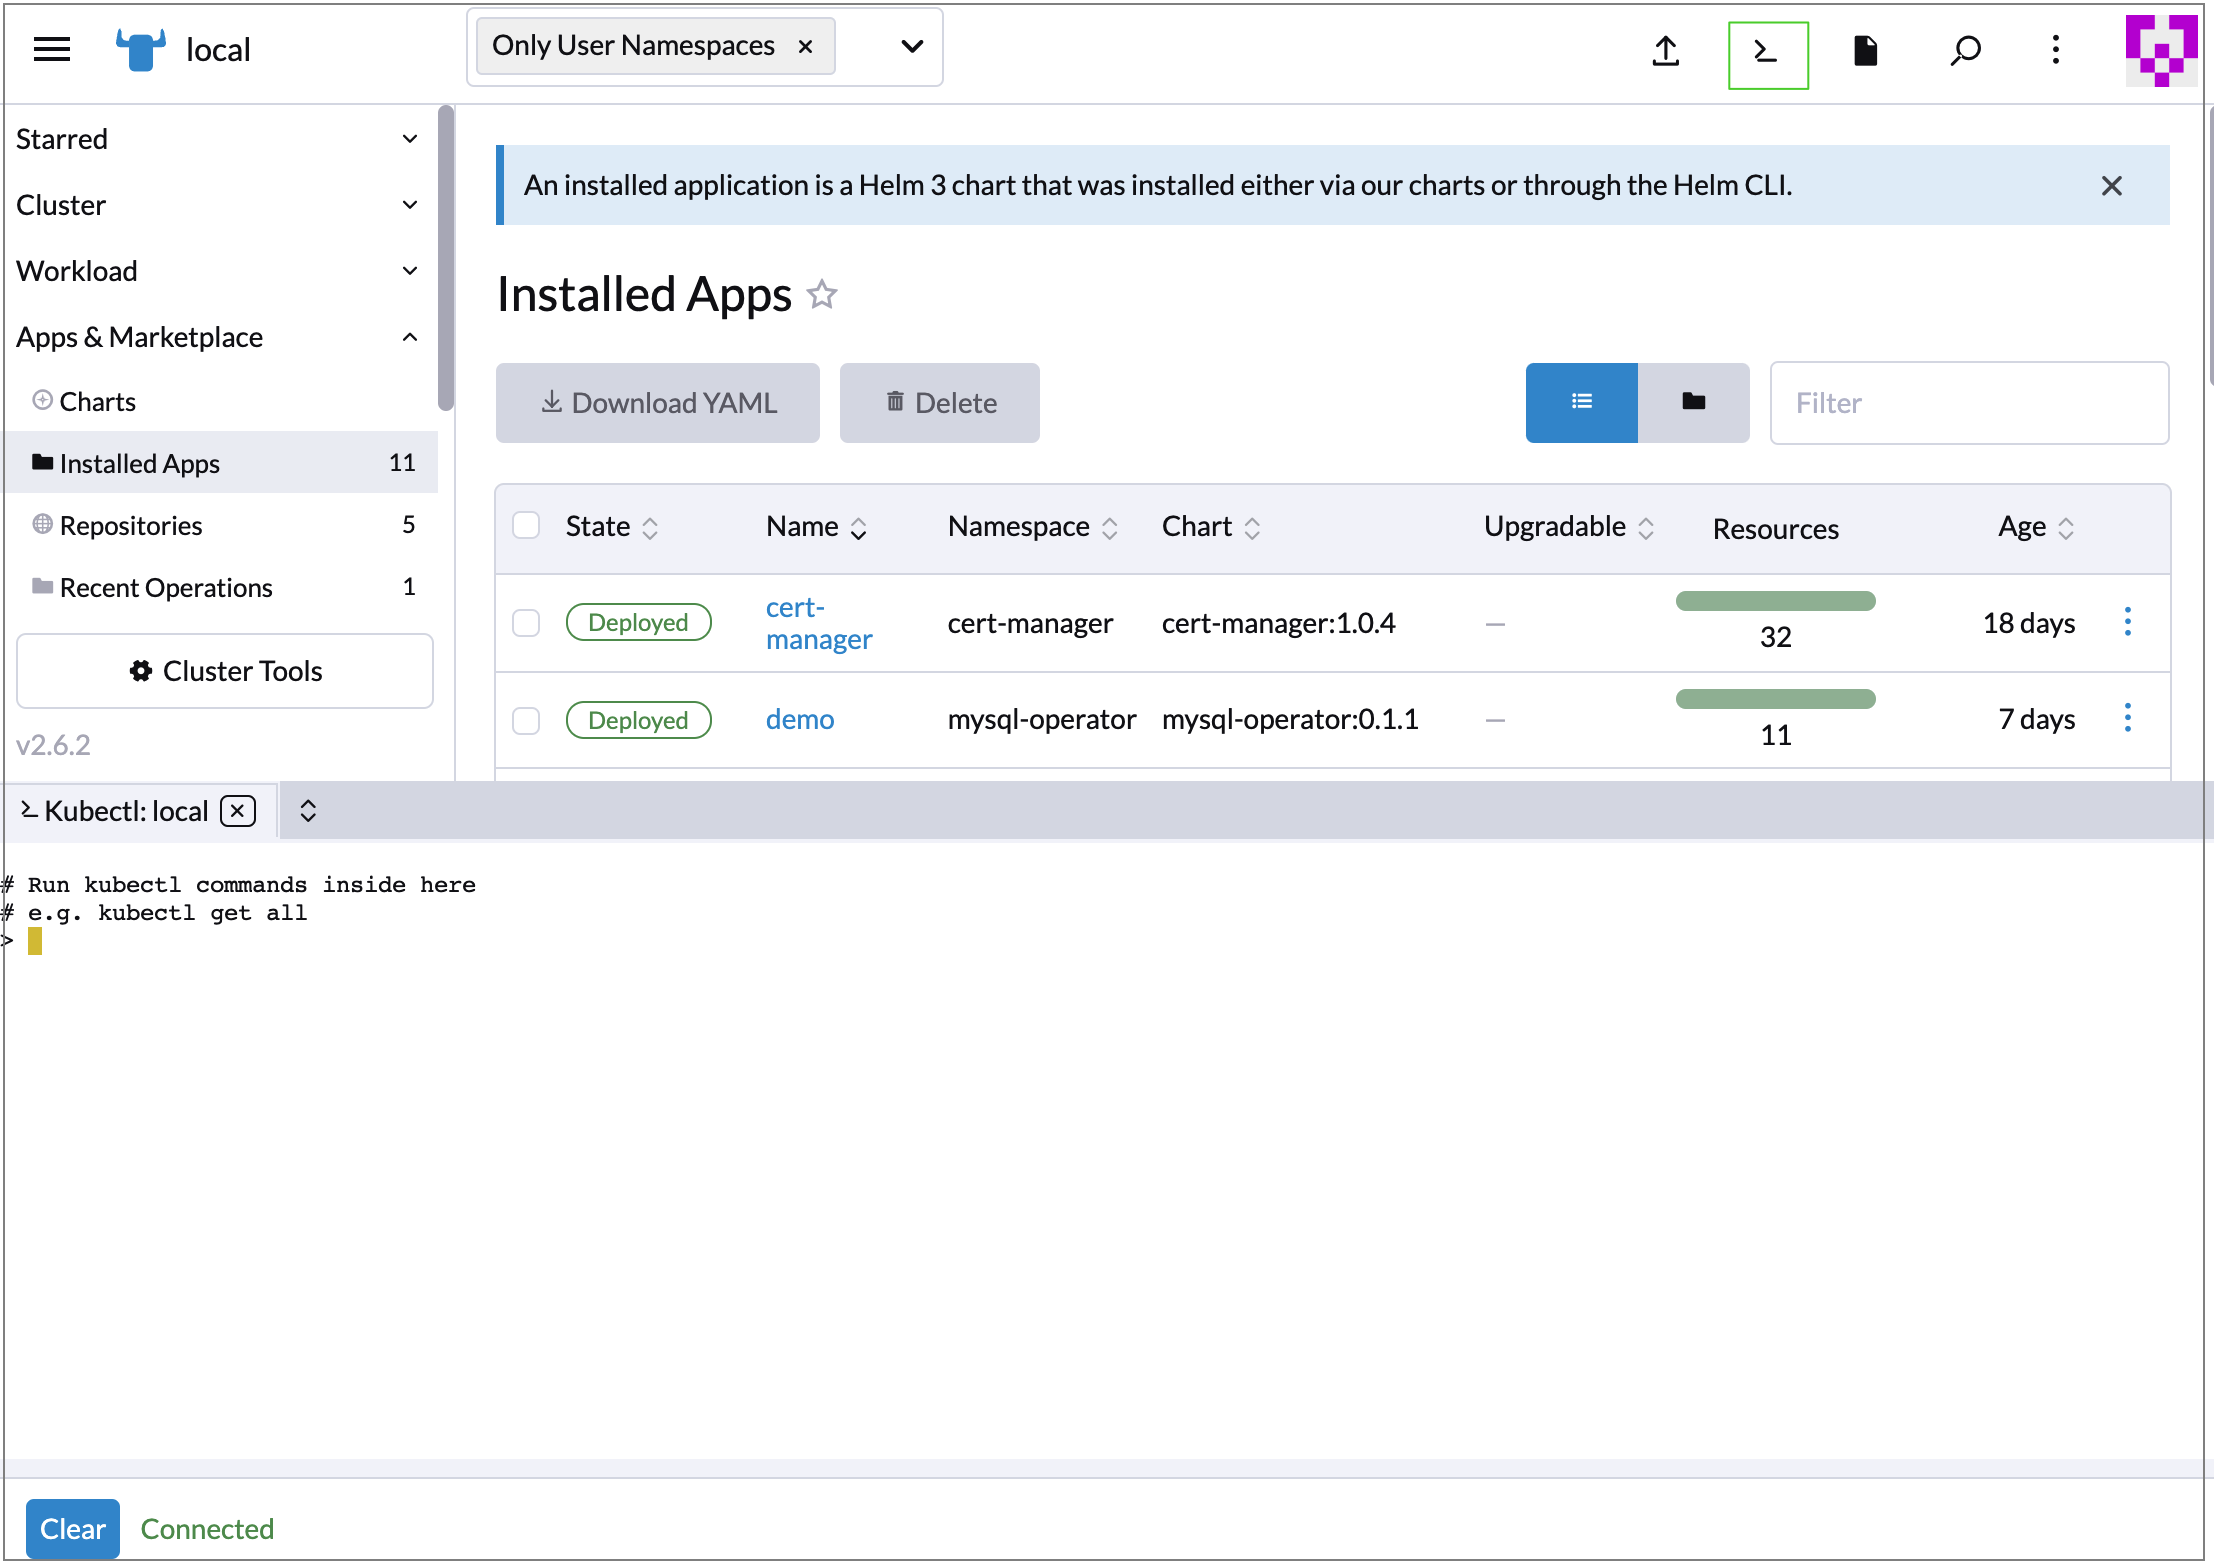 local
Only User Namespaces ×
Starred
Cluster
Workload
Apps & Marketplace
Charts
Installed Apps 11
Repositories 5
Recent Operations 1
Cluster Tools
v2.6.2
An installed application is a Helm 3 chart that was installed either via our charts or through the Helm CLI.
Installed Apps
Download YAML
Delete
Filter
State Name Namespace Chart Upgradable Resources Age
Deployed cert-manager cert-manager cert-manager:1.0.4 — 32 18 days
Deployed demo mysql-operator mysql-operator:0.1.1 — 11 7 days
Kubectl: local
# Run kubectl commands inside here
# e.g. kubectl get all
>
Clear Connected